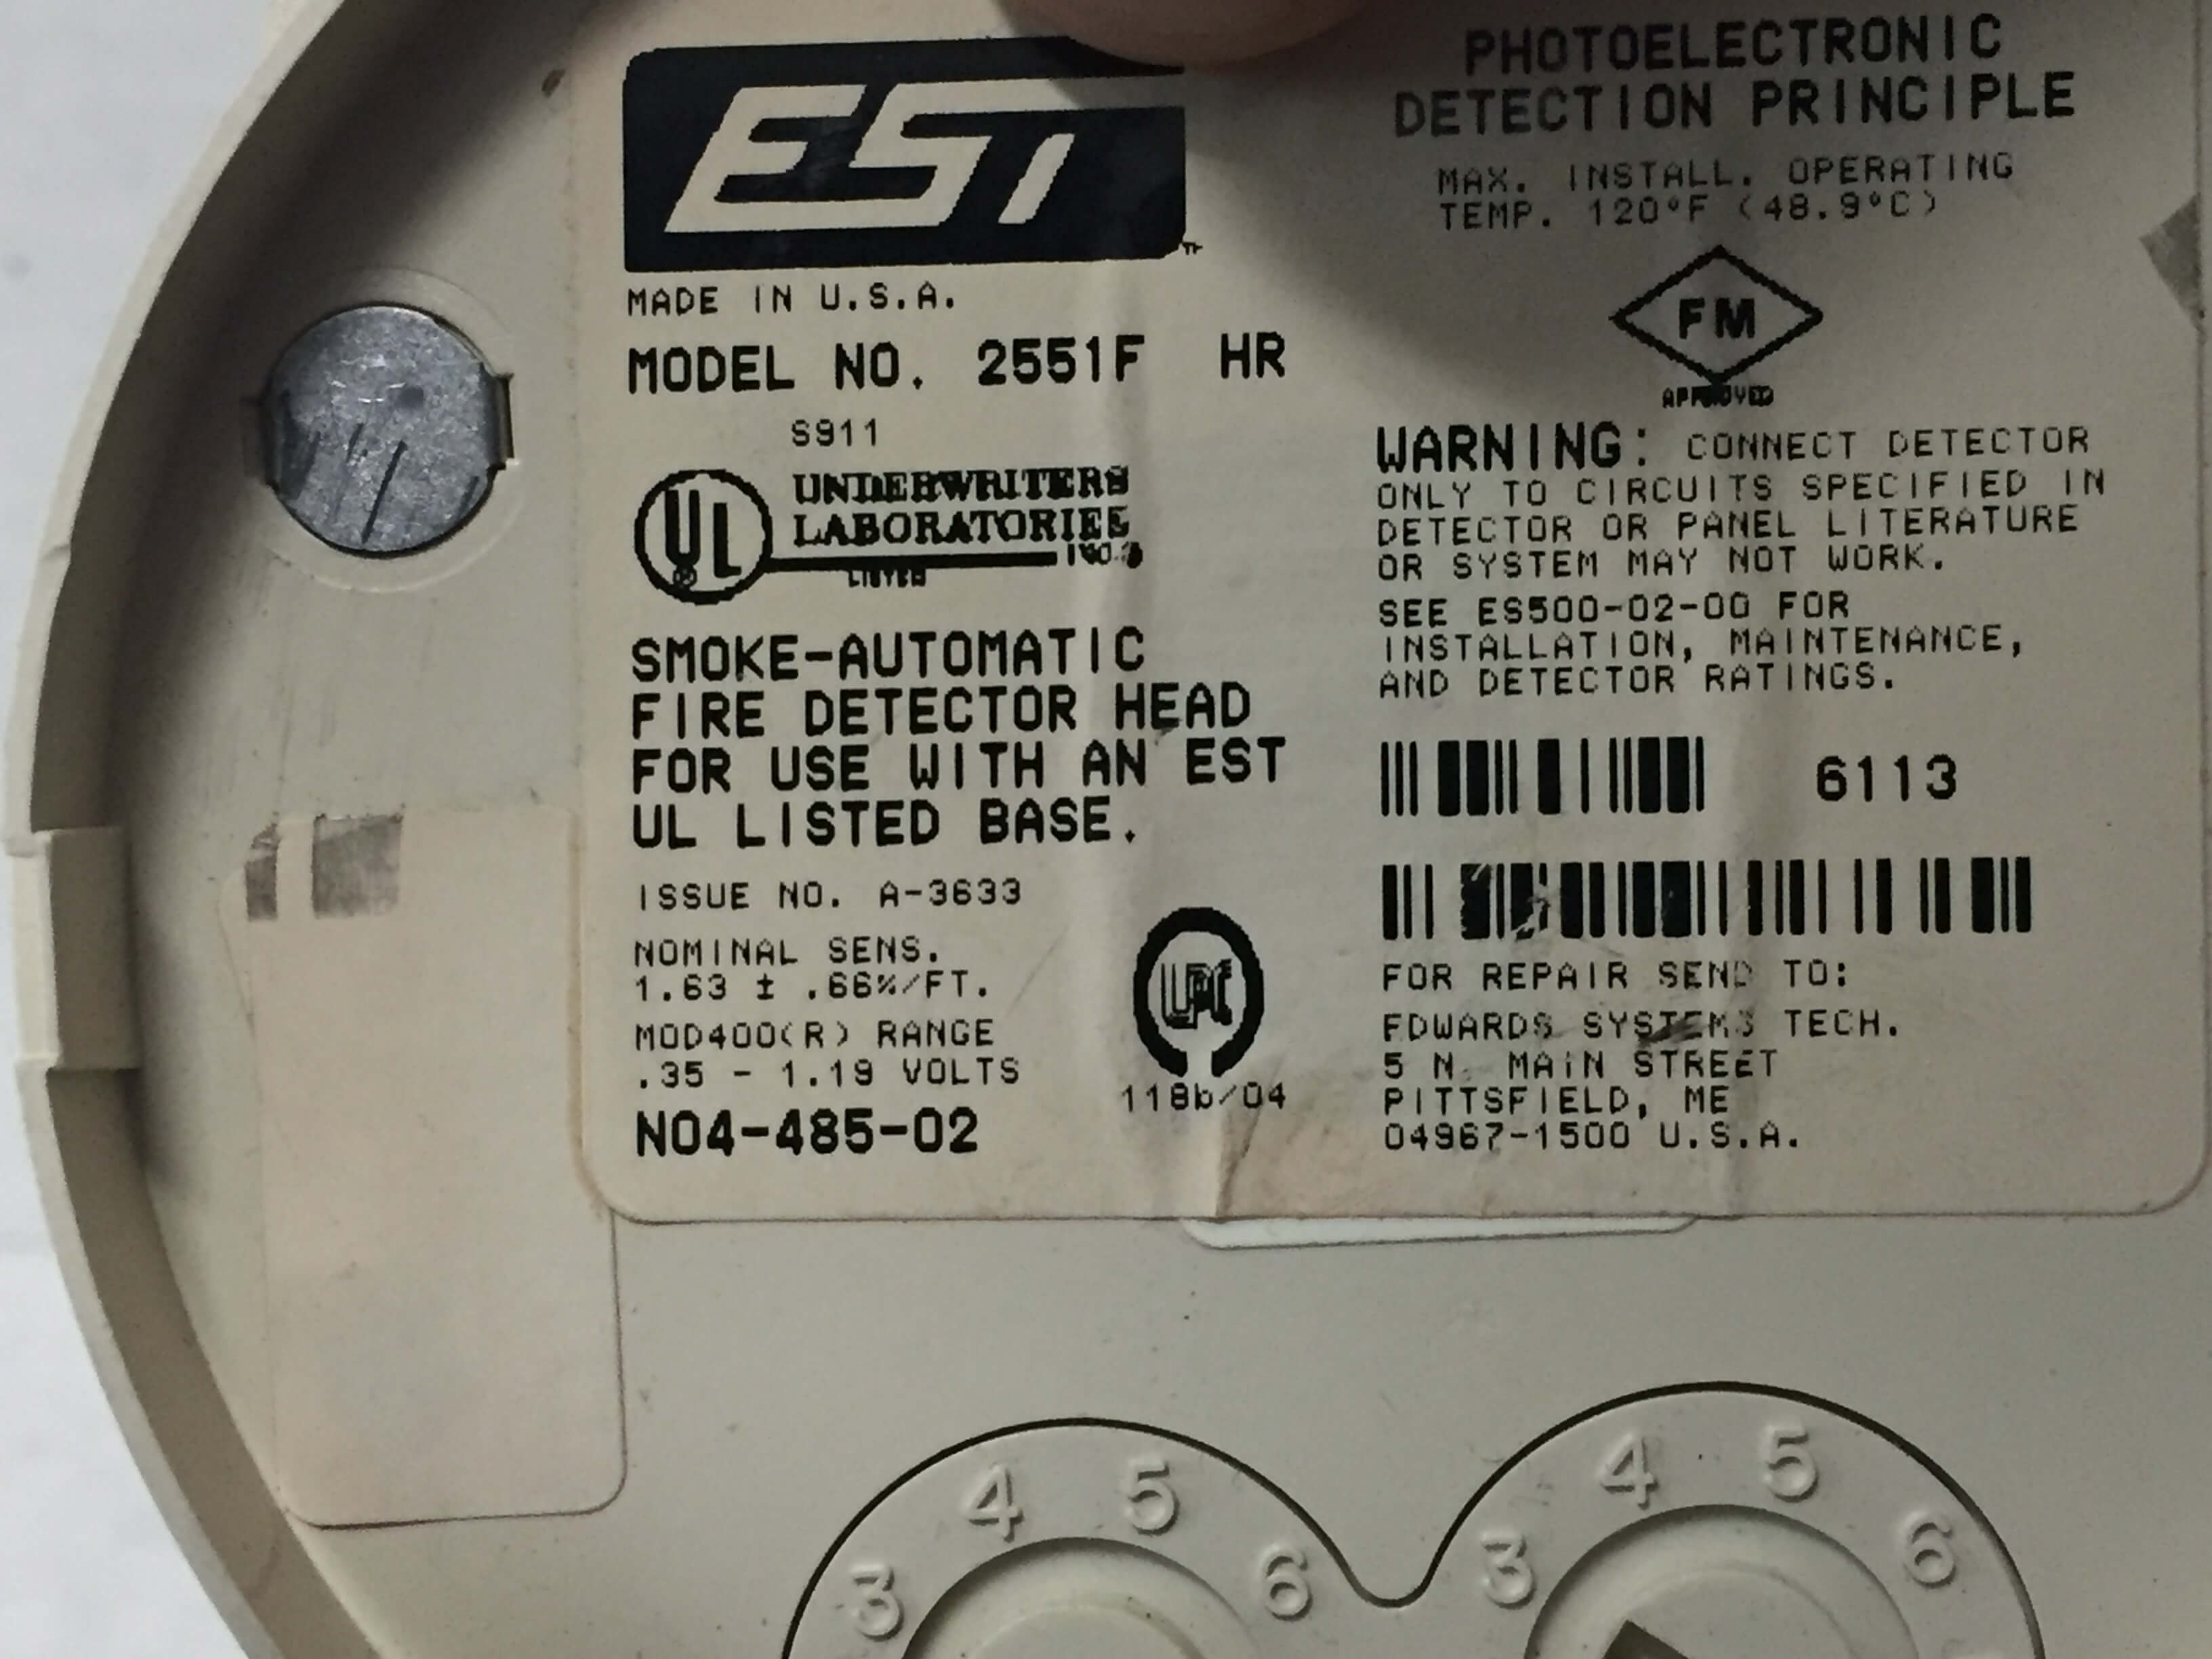 EST
TM
MADE IN U.S.A.
MODEL NO. 2551F HR
S911
UL
®
UNDERWRITERS
LABORATORIES
INC.
LISTED
SMOKE-AUTOMATIC
FIRE DETECTOR HEAD
FOR USE WITH AN EST
UL LISTED BASE.
ISSUE NO. A-3633
NOMINAL SENS.
1.63 ± .66%/FT.
MOD400(R) RANGE
.35 - 1.19 VOLTS
N04-485-02
118b/04
PHOTOELECTRONIC
DETECTION PRINCIPLE
MAX. INSTALL. OPERATING
TEMP. 120°F (48.9°C)
FM
APPROVED
WARNING: CONNECT DETECTOR
ONLY TO CIRCUITS SPECIFIED IN
DETECTOR OR PANEL LITERATURE
OR SYSTEM MAY NOT WORK.
SEE ES500-02-00 FOR
INSTALLATION, MAINTENANCE,
AND DETECTOR RATINGS.
6113
FOR REPAIR SEND TO:
EDWARDS SYSTEMS TECH.
5 N. MAIN STREET
PITTSFIELD, ME
04967-1500 U.S.A.
3 4 5 6
3 4 5 6